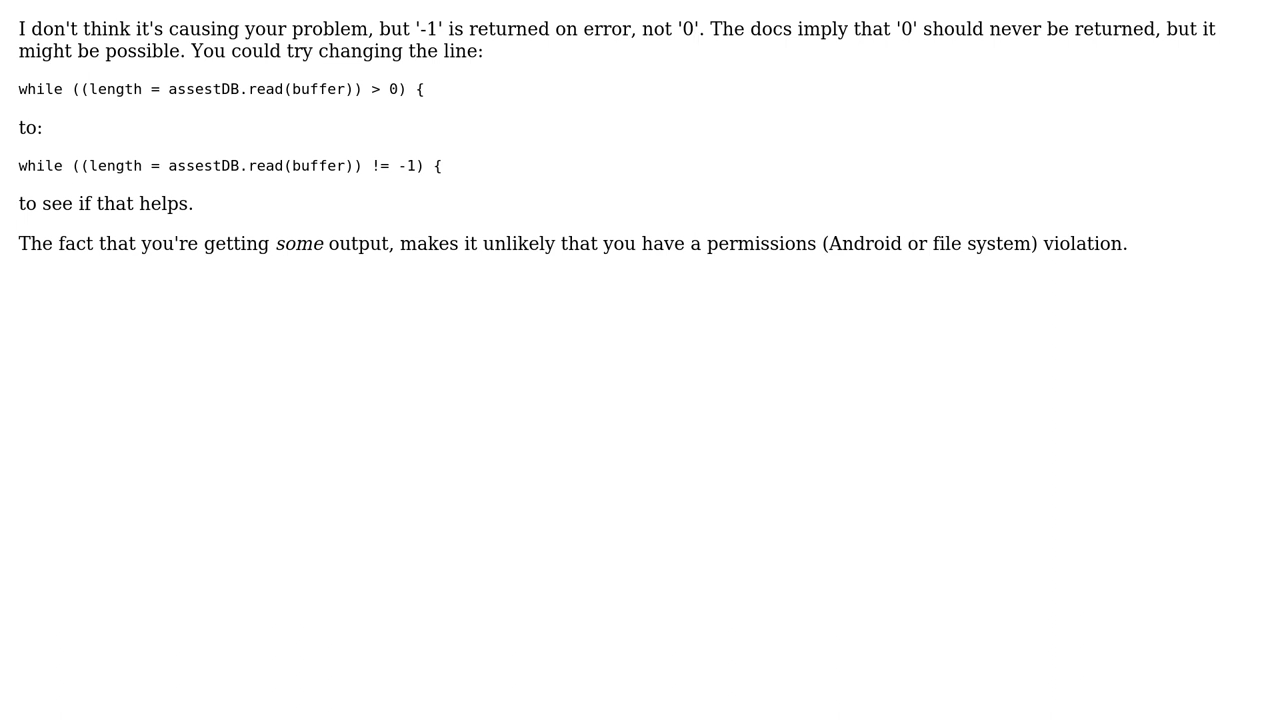 I don't think it's causing your problem, but '-1' is returned on error, not '0'. The docs imply that '0' should never be returned, but it
might be possible. You could try changing the line:
while ((length = assestDB.read(buffer)) > 0) {
to:
while ((length = assestDB.read(buffer)) != -1) {
to see if that helps.
The fact that you're getting some output, makes it unlikely that you have a permissions (Android or file system) violation.